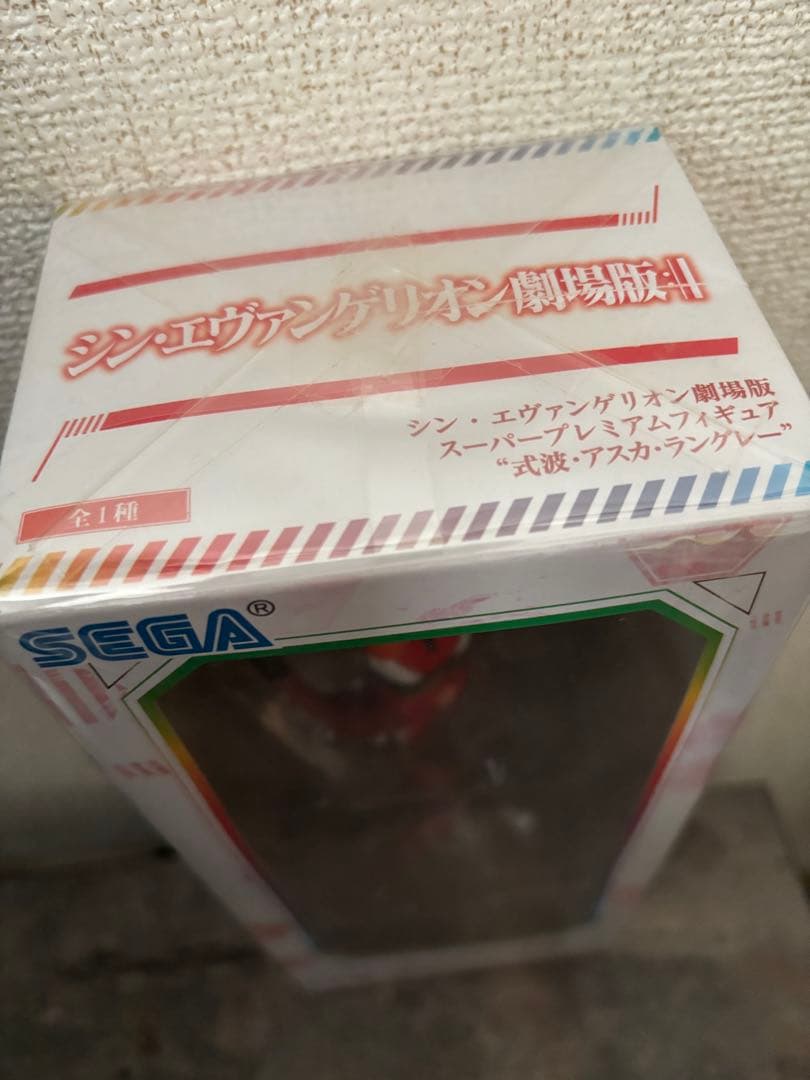 シン・エヴァンゲリオン劇場版𝄇
シン・エヴァンゲリオン劇場版
スーパープレミアムフィギュア
“式波・アスカ・ラングレー”
全1種
SEGA®